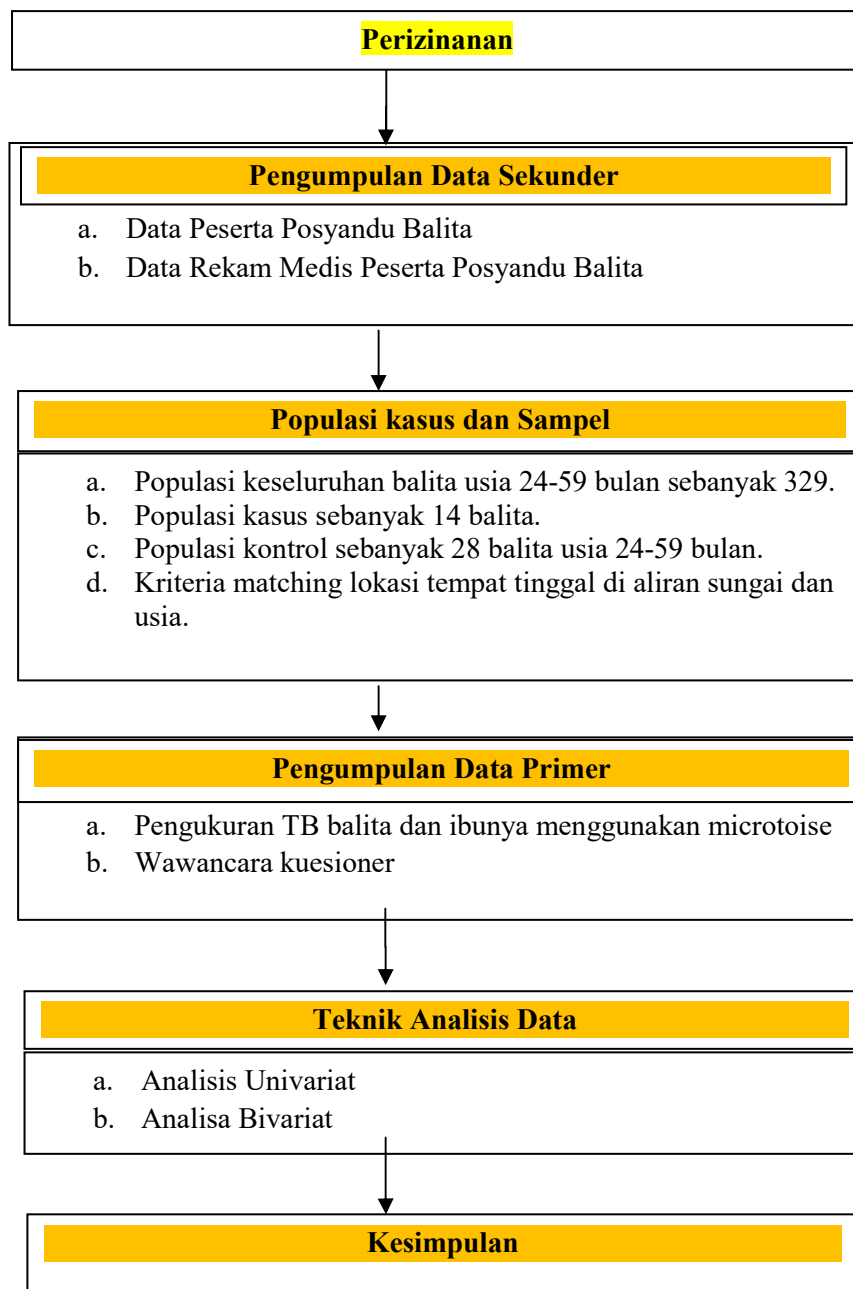 Perizinanan
Pengumpulan Data Sekunder
a. Data Peserta Posyandu Balita
b. Data Rekam Medis Peserta Posyandu Balita
Populasi kasus dan Sampel
a. Populasi keseluruhan balita usia 24-59 bulan sebanyak 329.
b. Populasi kasus sebanyak 14 balita.
c. Populasi kontrol sebanyak 28 balita usia 24-59 bulan.
d. Kriteria matching lokasi tempat tinggal di aliran sungai dan
usia.
Pengumpulan Data Primer
a. Pengukuran TB balita dan ibunya menggunakan microtoise
b. Wawancara kuesioner
Teknik Analisis Data
a. Analisis Univariat
b. Analisa Bivariat
Kesimpulan